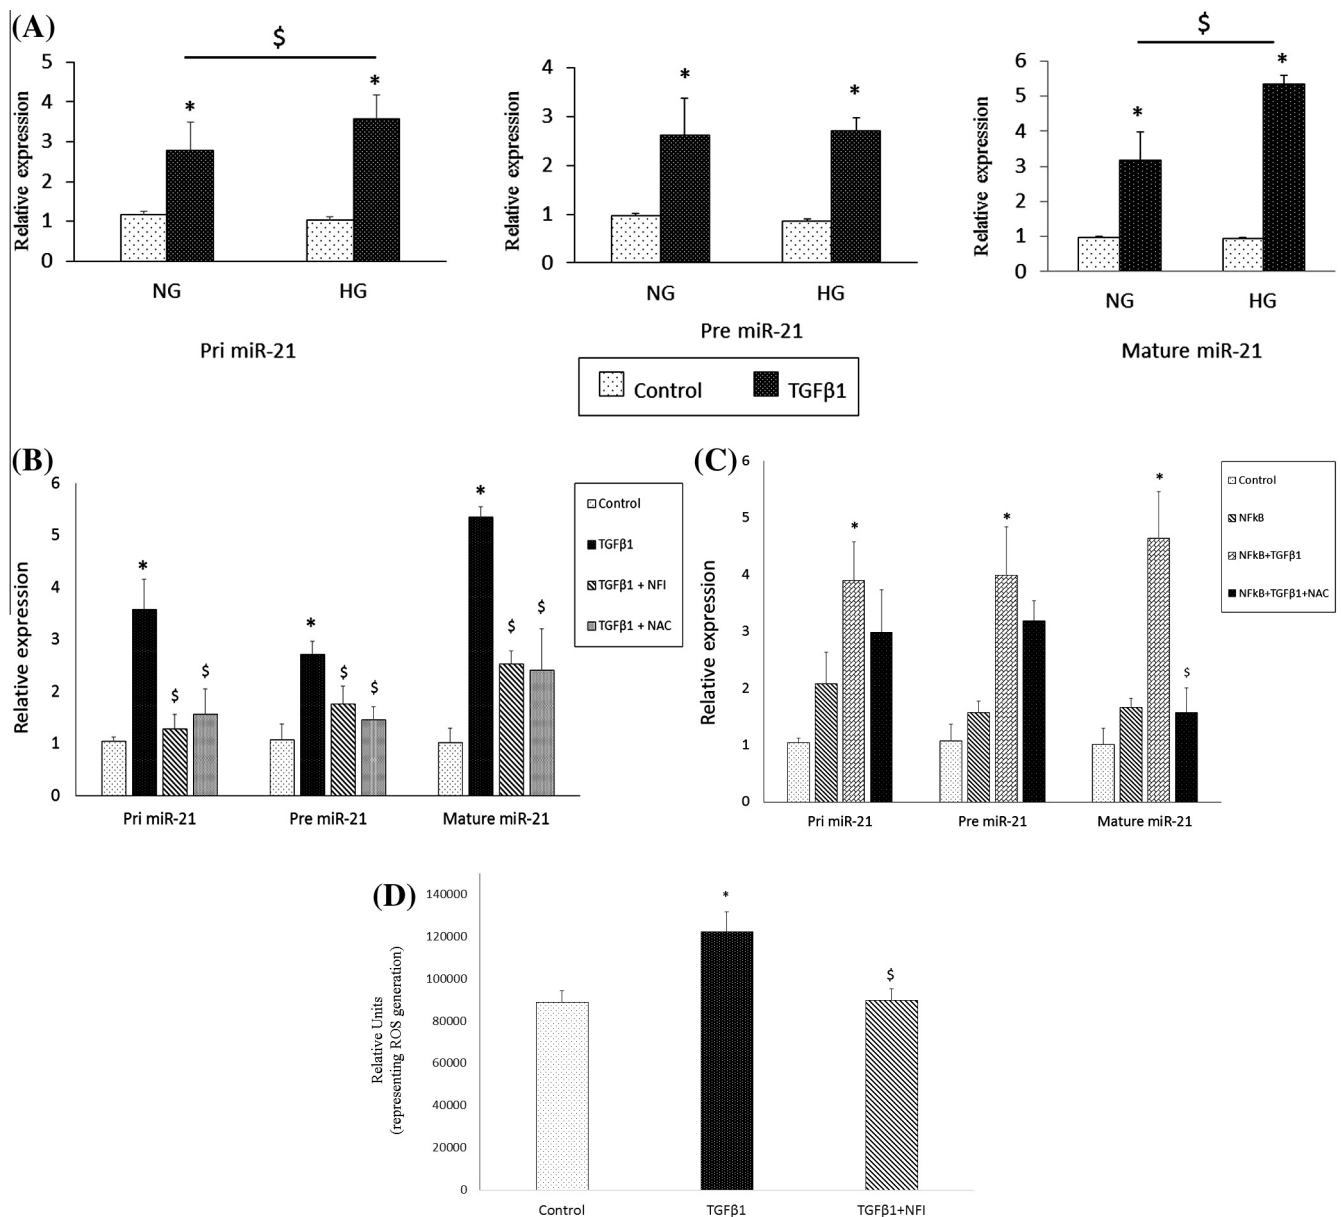 (A)
$
Relative expression
5
4
3
2
1
0
*
*
NG HG
Pri miR-21
Relative expression
4
3
2
1
0
*
*
NG HG
Pre miR-21
$
Relative expression
6
5
4
3
2
1
0
*
*
NG HG
Mature miR-21
Control TGFβ1
(B)
Relative expression
6
5
4
3
2
1
0
*
$
$
*
$
$
*
$
$
Pri miR-21 Pre miR-21 Mature miR-21
Control
TGFβ1
TGFβ1 + NFI
TGFβ1 + NAC
(C)
Relative expression
6
5
4
3
2
1
0
*
*
*
$
Pri miR-21 Pre miR-21 Mature miR-21
Control
NFkB
NFkB+TGFβ1
NFkB+TGFβ1+NAC
(D)
Relative Units
(representing ROS generation)
140000
120000
100000
80000
60000
40000
20000
0
*
$
Control TGFβ1 TGFβ1+NFI